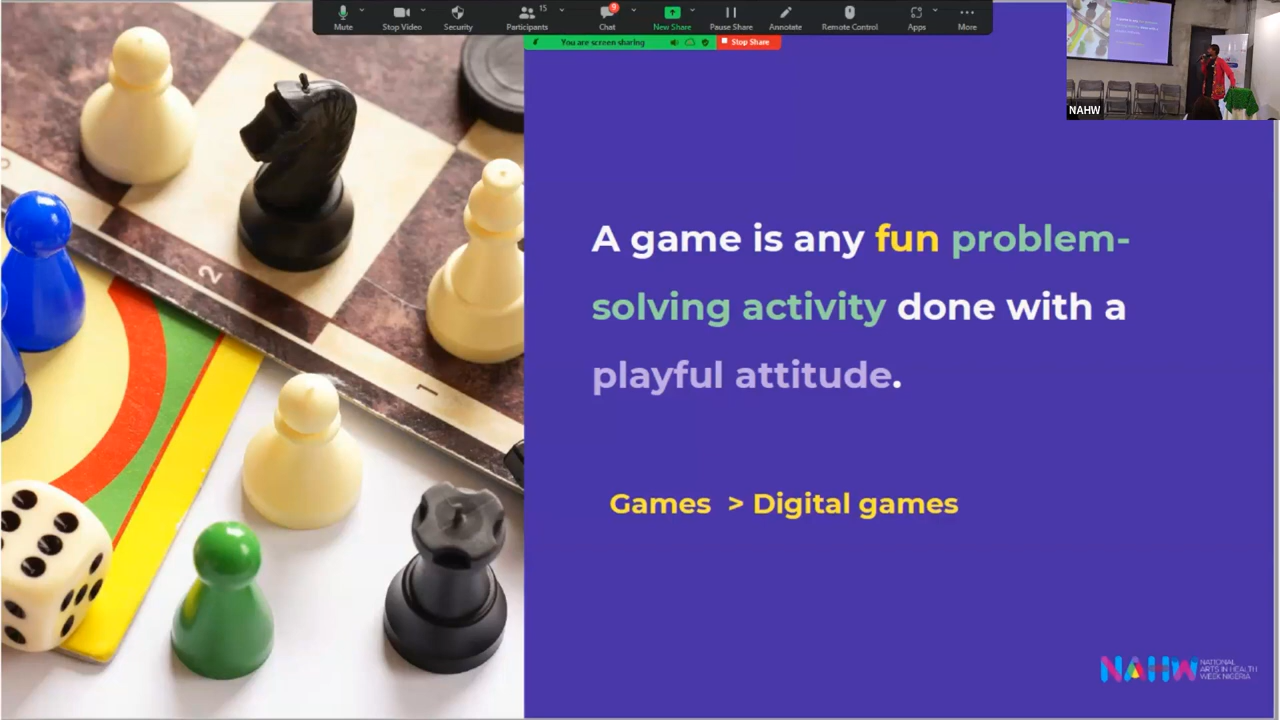 Mute
Stop Video
Security
Participants
15
Chat
9
New Share
Pause Share
Annotate
Remote Control
Apps
More
You are screen sharing
Stop Share
NAHW
2
1
A game is any fun problem-
solving activity done with a
playful attitude.
Games > Digital games
NAHW
NATIONAL
ARTS IN HEALTH
WEEK NIGERIA